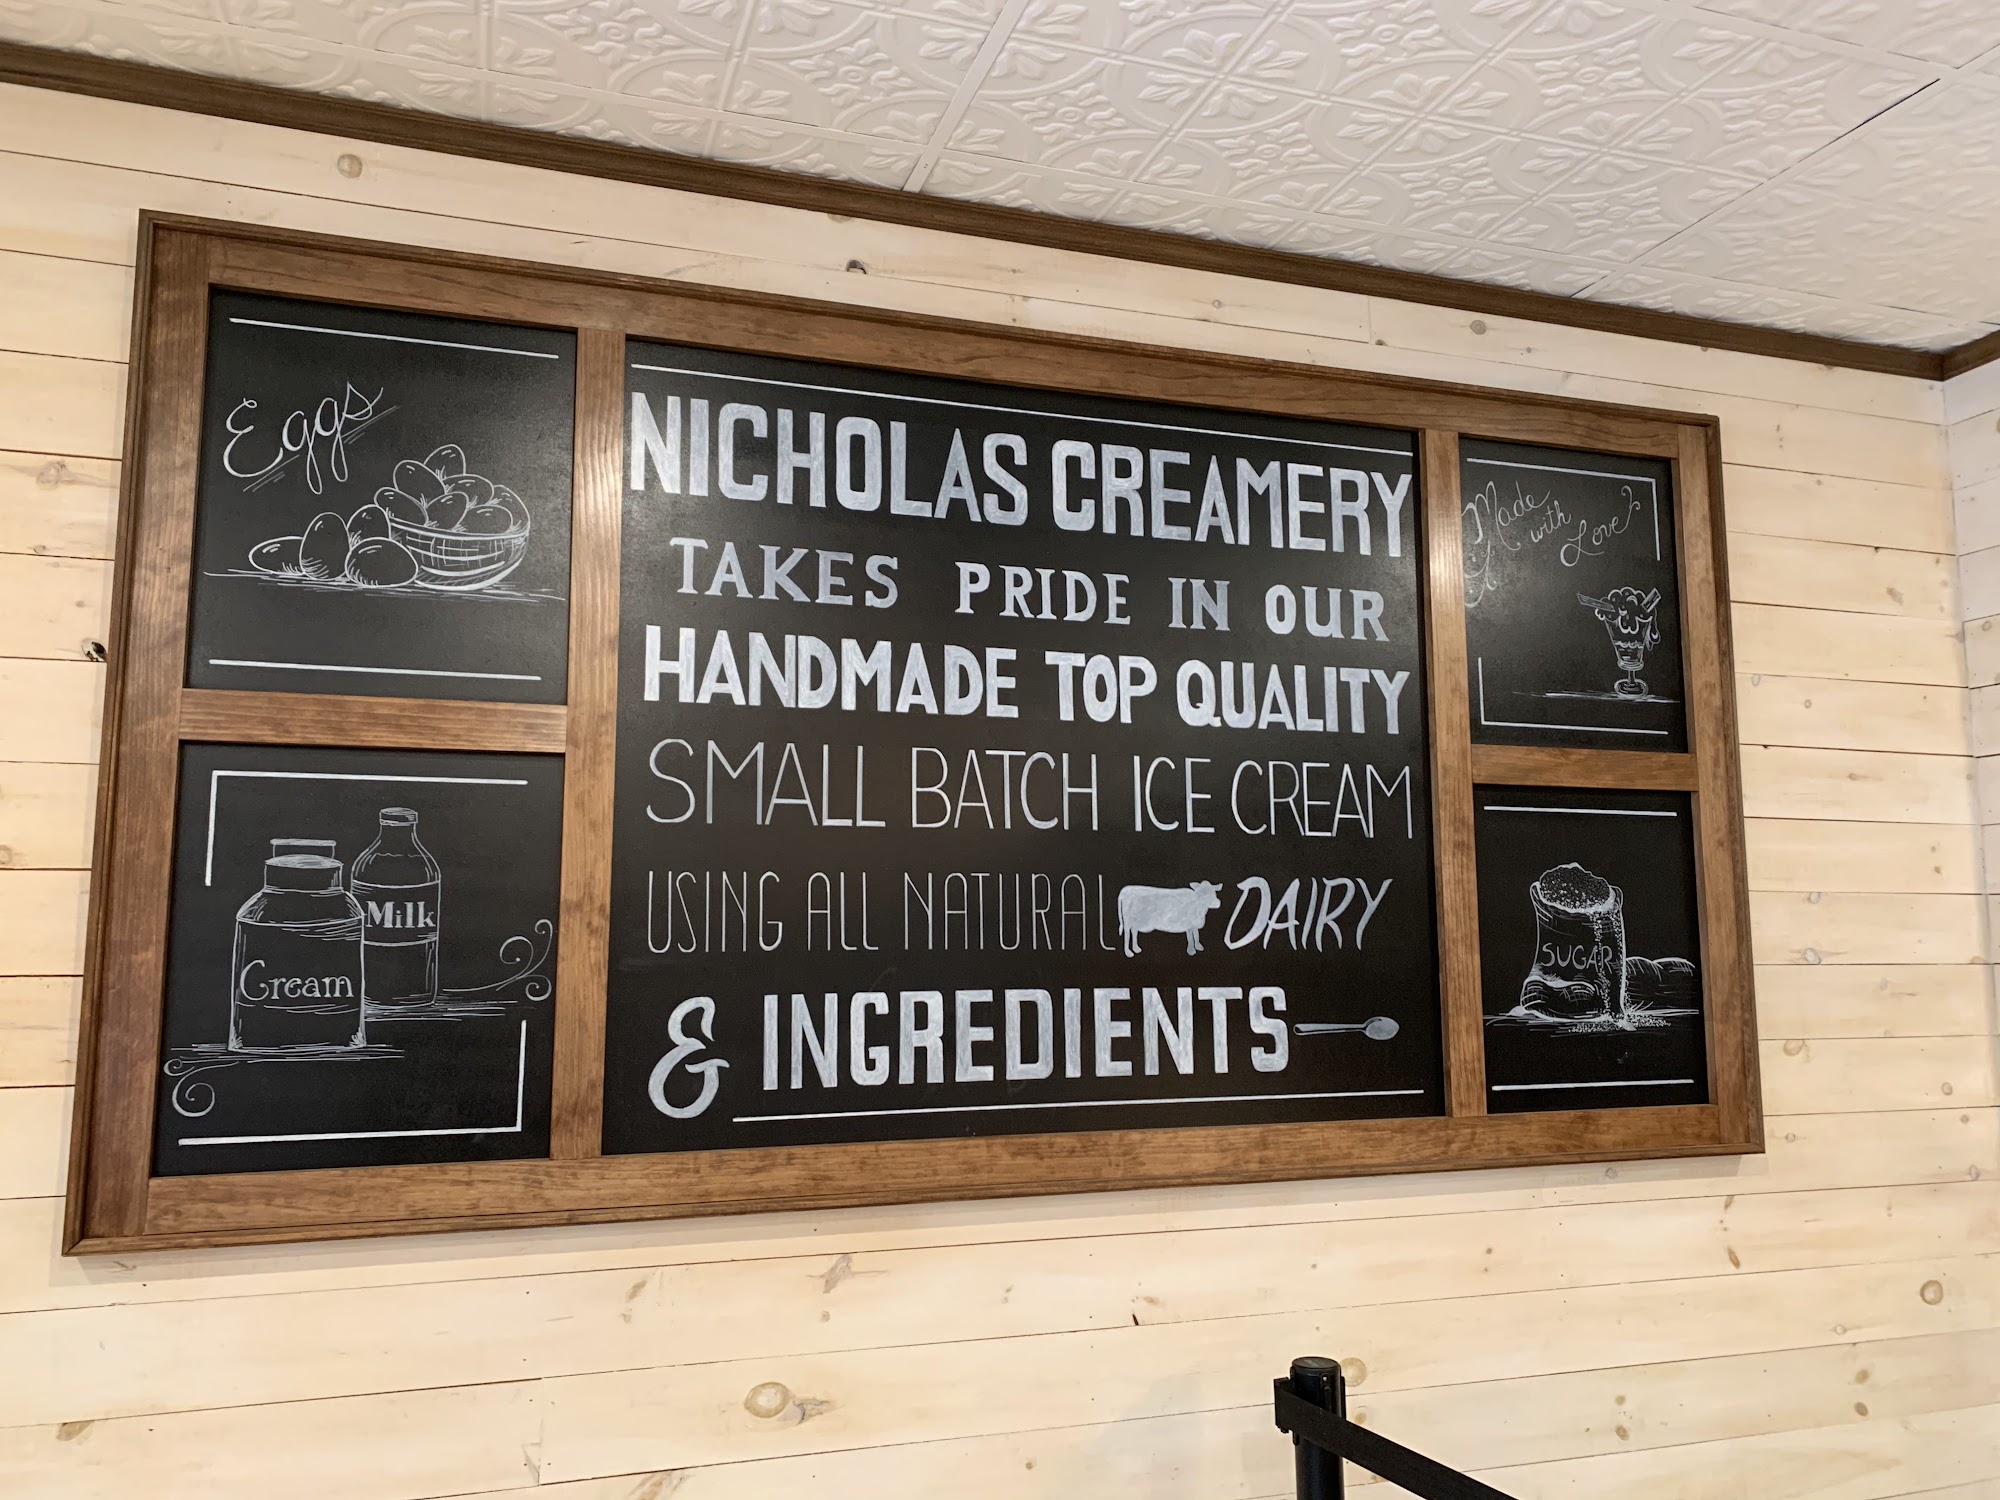 Eggs
Milk
Cream
NICHOLAS CREAMERY
TAKES PRIDE IN OUR
HANDMADE TOP QUALITY
SMALL BATCH ICE CREAM
USING ALL NATURAL DAIRY
& INGREDIENTS
Made
with
Love
SUGAR